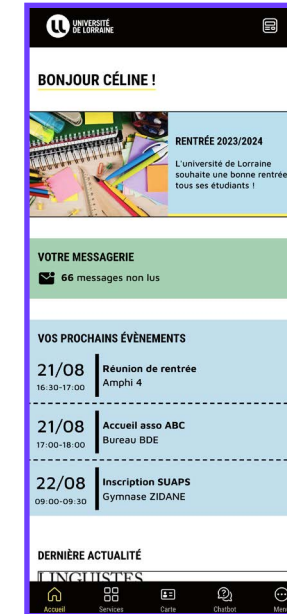 UNIVERSITÉ
DE LORRAINE
BONJOUR CÉLINE !
RENTRÉE 2023/2024
L'université de Lorraine
souhaite une bonne rentrée
tous ses étudiants !
VOTRE MESSAGERIE
66 messages non lus
VOS PROCHAINS ÉVÈNEMENTS
21/08
16:30-17:00
Réunion de rentrée
Amphi 4
21/08
17:00-18:00
Accueil asso ABC
Bureau BDE
22/08
09:00-09:30
Inscription SUAPS
Gymnase ZIDANE
DERNIÈRE ACTUALITÉ
LINGUISTES
Accueil
Services
Carte
Chatbot
Menu